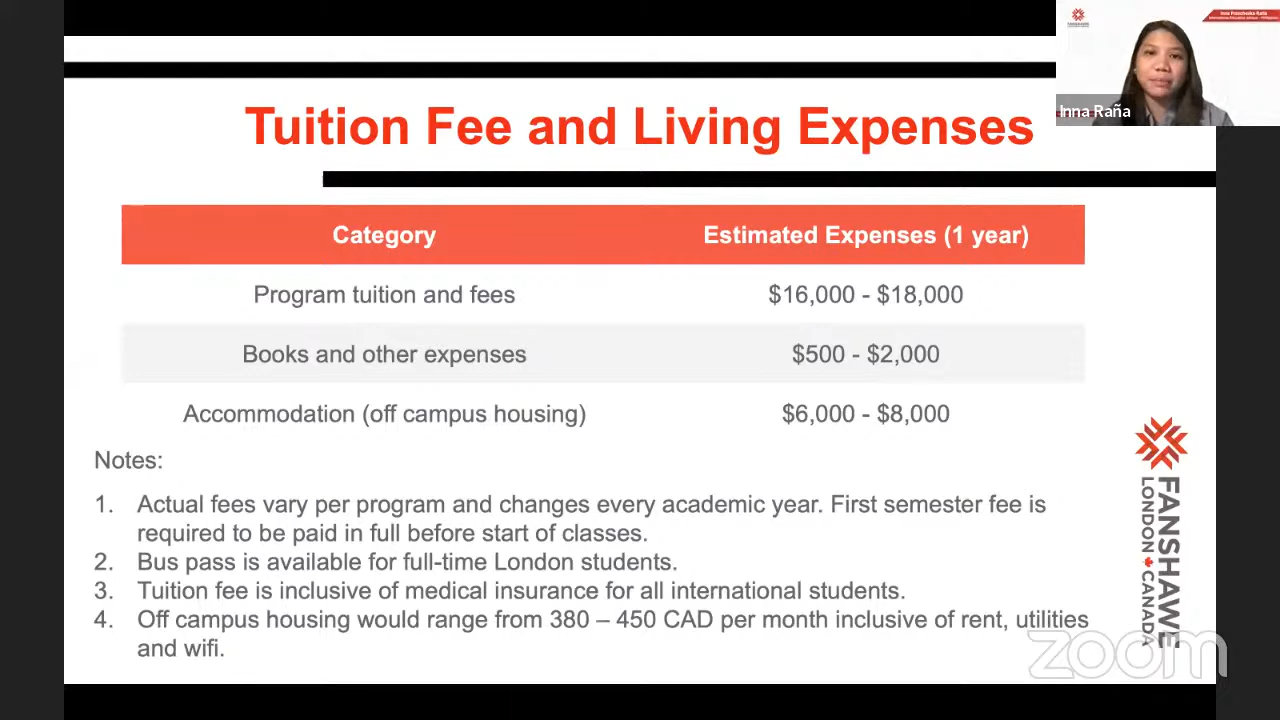 Inna Raña
Tuition Fee and Living Expenses
Category Estimated Expenses (1 year)
Program tuition and fees $16,000 - $18,000
Books and other expenses $500 - $2,000
Accommodation (off campus housing) $6,000 - $8,000
Notes:
1. Actual fees vary per program and changes every academic year. First semester fee is
required to be paid in full before start of classes.
2. Bus pass is available for full-time London students.
3. Tuition fee is inclusive of medical insurance for all international students.
4. Off campus housing would range from 380 – 450 CAD per month inclusive of rent, utilities
and wifi.
FANSHAWE
LONDON CANADA
zoom